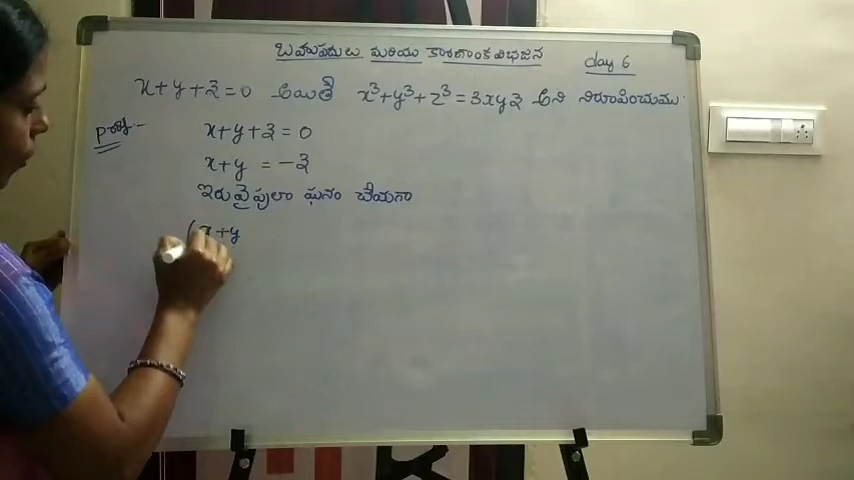 బహుపదులు మరియు కారణాంక విభజన day 6
x+y+z=0 అయితే x³+y³+z³=3xyz అని నిరూపించుము.
Proof:- x+y+z=0
x+y = -z
ఇరువైపులా ఘనం చేయగా
(x+y